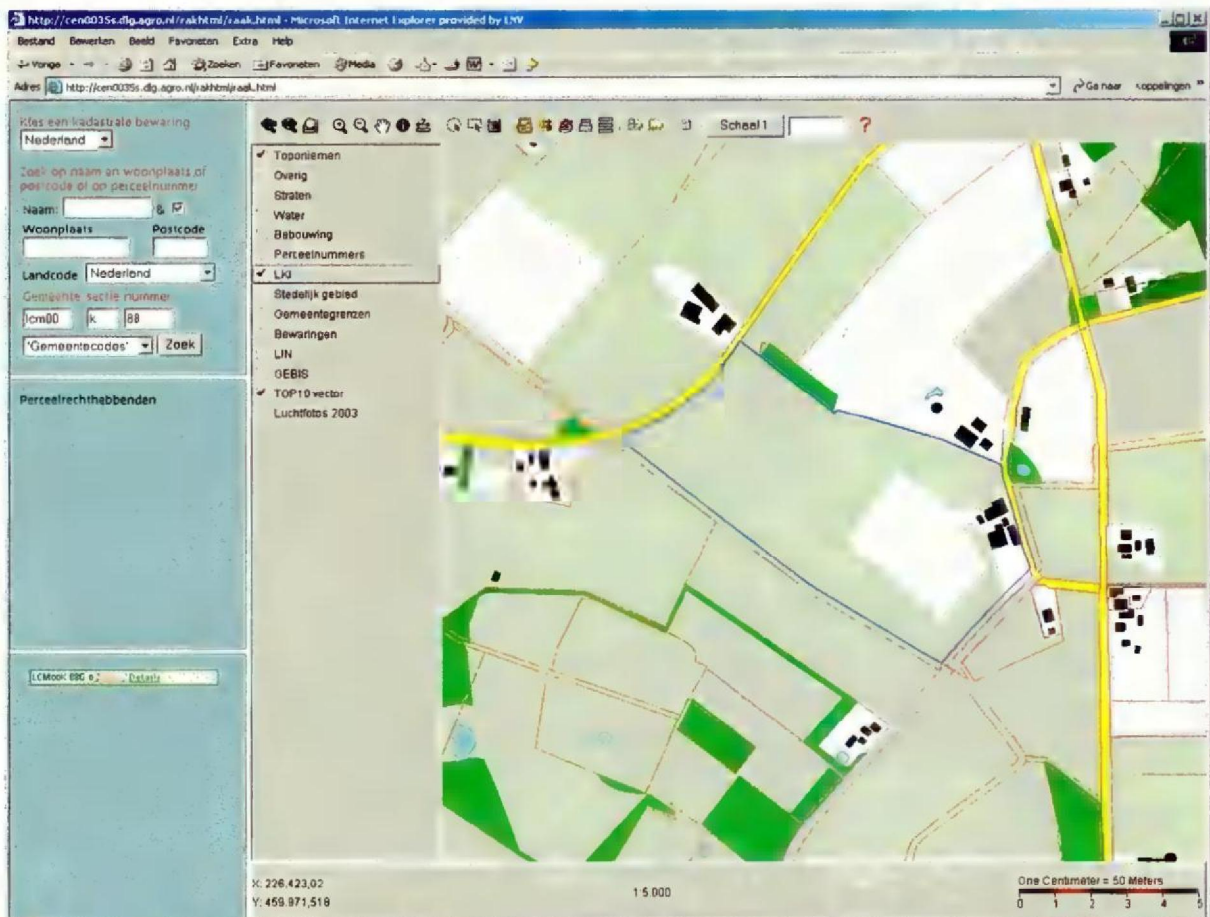 http://cen0035s.dlg.agro.nl/rakhtml/raak.html - Microsoft Internet Explorer provided by LNV
Bestand Bewerken Beeld Favorieten Extra Help
Vorige Zoeken Favorieten Media
Adres http://cen0035s.dlg.agro.nl/rakhtml/raak.html Ga naar Koppelingen »
Kies een kadastrale bewaring
Nederland
Zoek op naam en woonplaats of
postcode of op perceelnummer
Naam: &
Woonplaats Postcode
Landcode Nederland
Gemeente sectie nummer
lcm00 k 88
'Gemeentecodes' Zoek
Perceelrechthebbenden
Details
Schaal 1 ?
Toponiemen
Overig
Straten
Water
Bebouwing
Perceelnummers
LKI
Stedelijk gebied
Gemeentegrenzen
Bewaringen
LIN
GEBIS
TOP10 vector
Luchtfotos 2003
X: 226.423,02
Y: 459.971,518
1:5.000
One Centimeter = 50 Meters
0 1 2 3 4 5